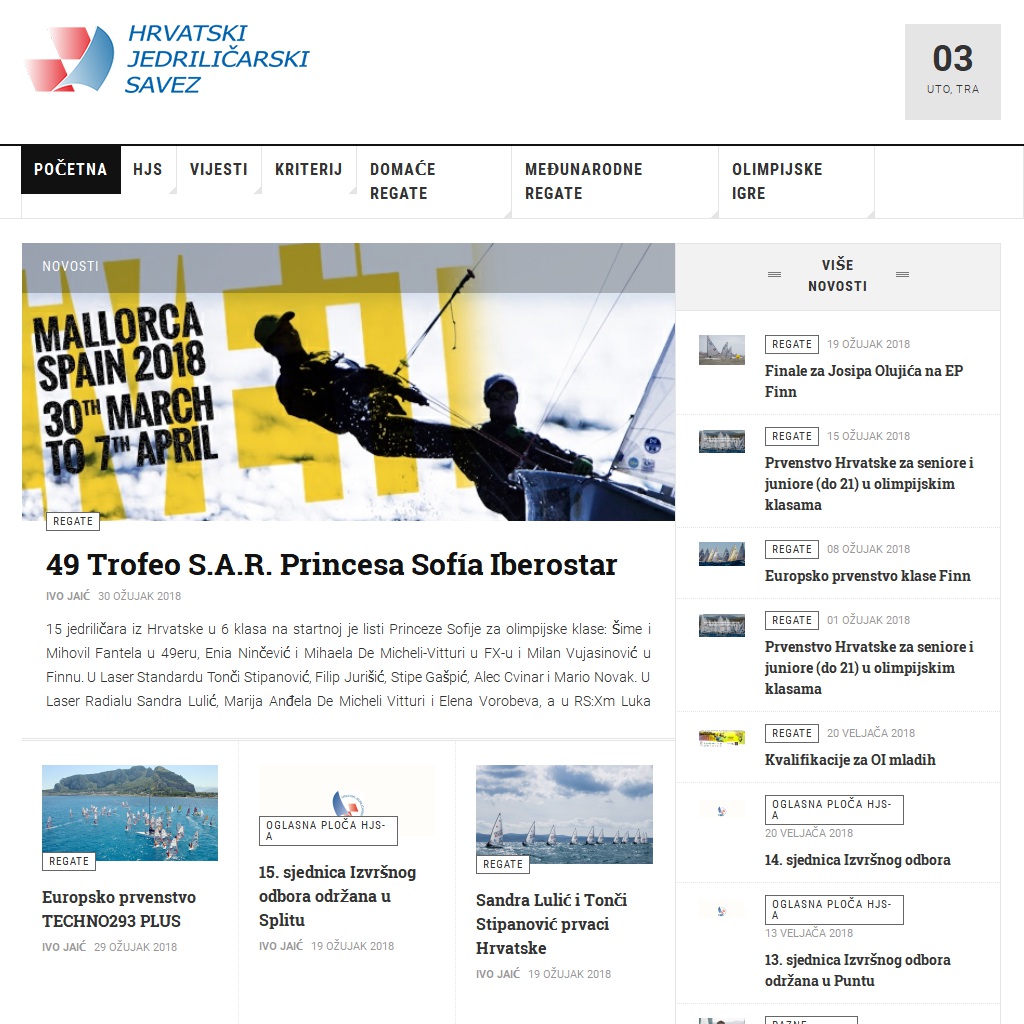 HRVATSKI
JEDRILIČARSKI
SAVEZ
03
UTO, TRA
POČETNA
HJS
VIJESTI
KRITERIJ
DOMAĆE
REGATE
MEĐUNARODNE
REGATE
OLIMPIJSKE
IGRE
NOVOSTI
MALLORCA
SPAIN 2018
30TH MARCH
TO 7TH APRIL
REGATE
49 Trofeo S.A.R. Princesa Sofía Iberostar
IVO JAIĆ 30 OŽUJAK 2018
15 jedriličara iz Hrvatske u 6 klasa na startnoj je listi Princeze Sofije za olimpijske klase: Šime i
Mihovil Fantela u 49eru, Enia Ninčević i Mihaela De Micheli-Vitturi u FX-u i Milan Vujasinović u
Finnu. U Laser Standardu Tonči Stipanović, Filip Jurišić, Stipe Gašpić, Alec Cvinar i Mario Novak. U
Laser Radialu Sandra Lulić, Marija Anđela De Micheli Vitturi i Elena Vorobeva, a u RS:Xm Luka
REGATE
Europsko prvenstvo
TECHNO293 PLUS
IVO JAIĆ 29 OŽUJAK 2018
OGLASNA PLOČA HJS-
A
15. sjednica Izvršnog
odbora održana u
Splitu
IVO JAIĆ 19 OŽUJAK 2018
REGATE
Sandra Lulić i Tonči
Stipanović prvaci
Hrvatske
IVO JAIĆ 19 OŽUJAK 2018
VIŠE
NOVOSTI
REGATE 19 OŽUJAK 2018
Finale za Josipa Olujića na EP
Finn
REGATE 15 OŽUJAK 2018
Prvenstvo Hrvatske za seniore i
juniore (do 21) u olimpijskim
klasama
REGATE 08 OŽUJAK 2018
Europsko prvenstvo klase Finn
REGATE 01 OŽUJAK 2018
Prvenstvo Hrvatske za seniore i
juniore (do 21) u olimpijskim
klasama
REGATE 20 VELJAČA 2018
Kvalifikacije za OI mladih
OGLASNA PLOČA HJS-
A
20 VELJAČA 2018
14. sjednica Izvršnog odbora
OGLASNA PLOČA HJS-
A
13 VELJAČA 2018
13. sjednica Izvršnog odbora
održana u Puntu